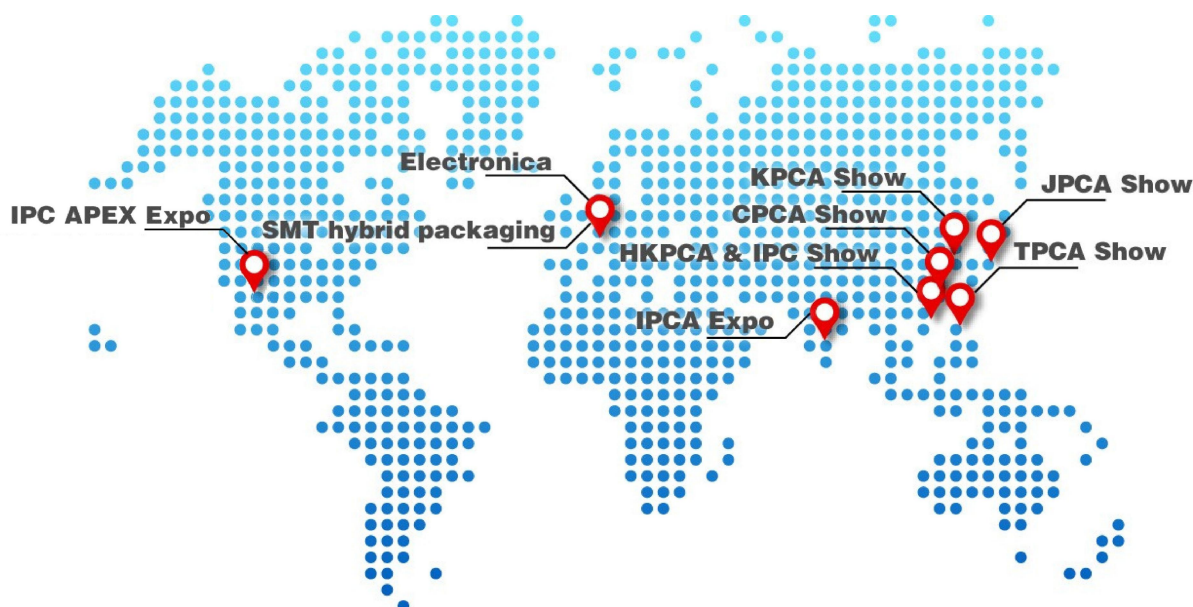 Electronica
KPCA Show
JPCA Show
IPC APEX Expo
SMT hybrid packaging
CPCA Show
HKPCA & IPC Show
TPCA Show
IPCA Expo